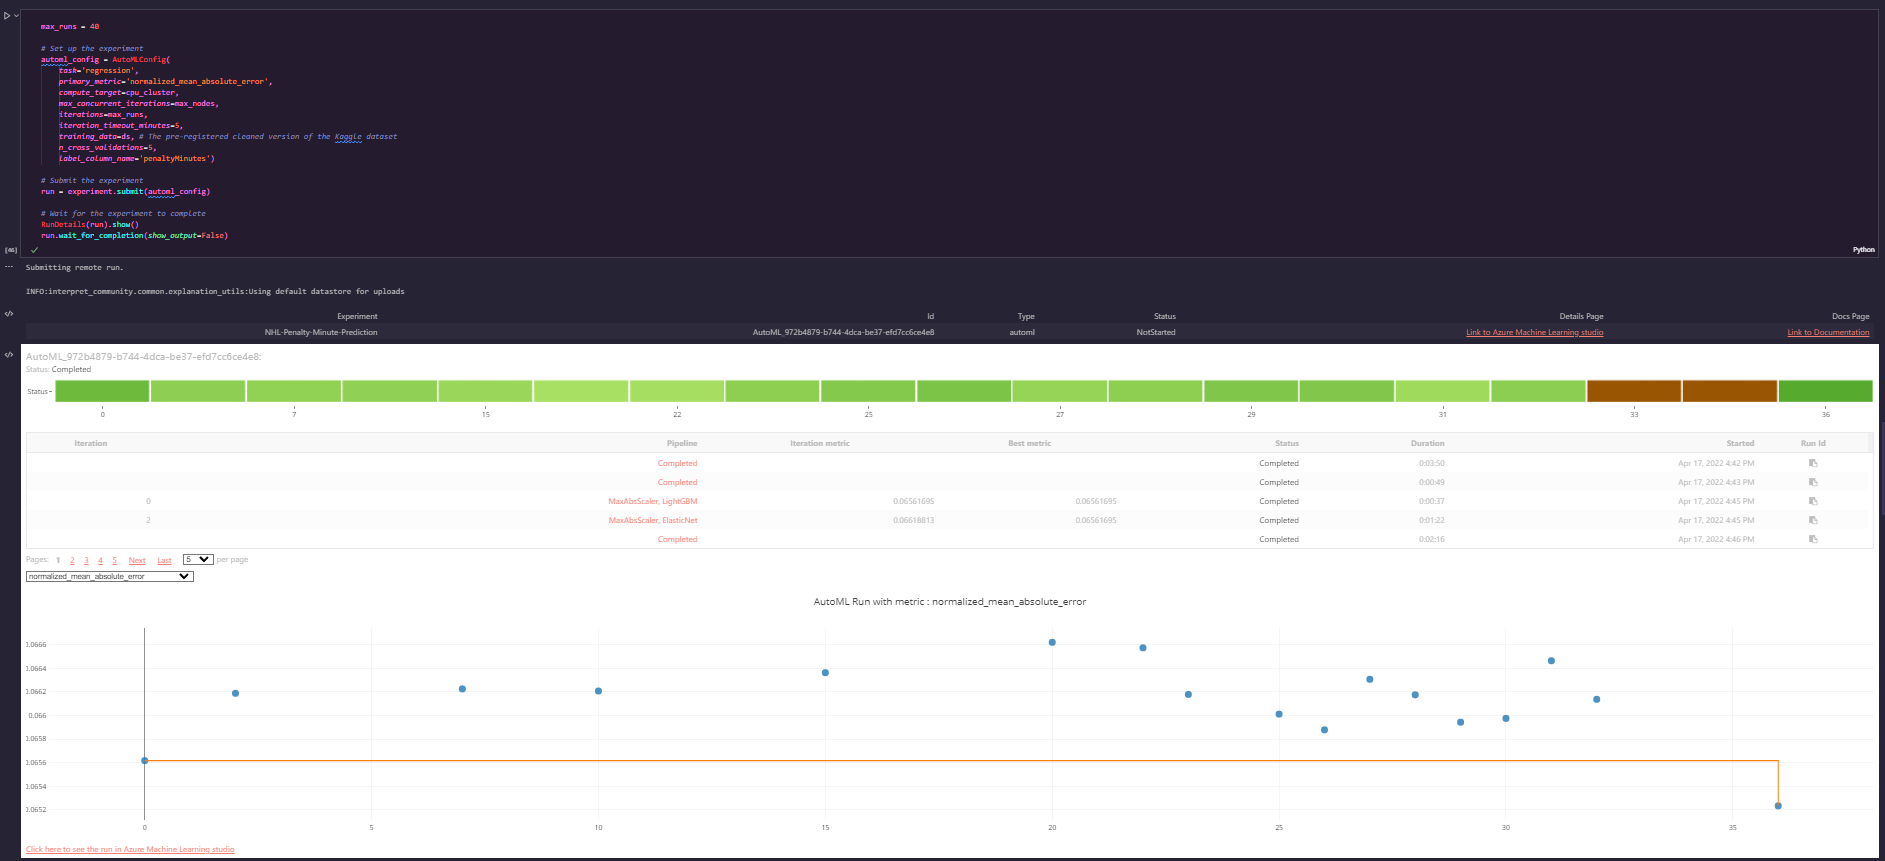 max_runs = 40
# Set up the experiment
automl_config = AutoMLConfig(
task='regression',
primary_metric='normalized_mean_absolute_error',
compute_target=cpu_cluster,
max_concurrent_iterations=max_nodes,
iterations=max_runs,
iteration_timeout_minutes=5,
training_data=ds, # The pre-registered cleaned version of the Kaggle dataset
n_cross_validations=5,
label_column_name='penaltyMinutes')
# Submit the experiment
run = experiment.submit(automl_config)
# Wait for the experiment to complete
RunDetails(run).show()
run.wait_for_completion(show_output=False)
[46]
Python
Submitting remote run.
INFO:interpret_community.common.explanation_utils:Using default datastore for uploads
Experiment Id Type Status Details Page Docs Page
NHL-Penalty-Minute-Prediction AutoML_972b4879-b744-4dca-be37-efd7cc6ce4e8 automl NotStarted Link to Azure Machine Learning studio Link to Documentation
AutoML_972b4879-b744-4dca-be37-efd7cc6ce4e8:
Status: Completed
Status
0 7 15 22 25 27 29 31 33 36
Iteration Pipeline Iteration metric Best metric Status Duration Started Run Id
Completed Completed 0:03:50 Apr 17, 2022 4:42 PM
Completed Completed 0:00:49 Apr 17, 2022 4:43 PM
0 MaxAbsScaler, LightGBM 0.06561695 0.06561695 Completed 0:00:37 Apr 17, 2022 4:45 PM
2 MaxAbsScaler, ElasticNet 0.06618813 0.06561695 Completed 0:01:22 Apr 17, 2022 4:45 PM
Completed Completed 0:02:16 Apr 17, 2022 4:46 PM
Pages: 1 2 3 4 5 Next Last 5 per page
normalized_mean_absolute_error
AutoML Run with metric : normalized_mean_absolute_error
0.0666
0.0664
0.0662
0.066
0.0658
0.0656
0.0654
0.0652
0 5 10 15 20 25 30 35
Click here to see the run in Azure Machine Learning studio